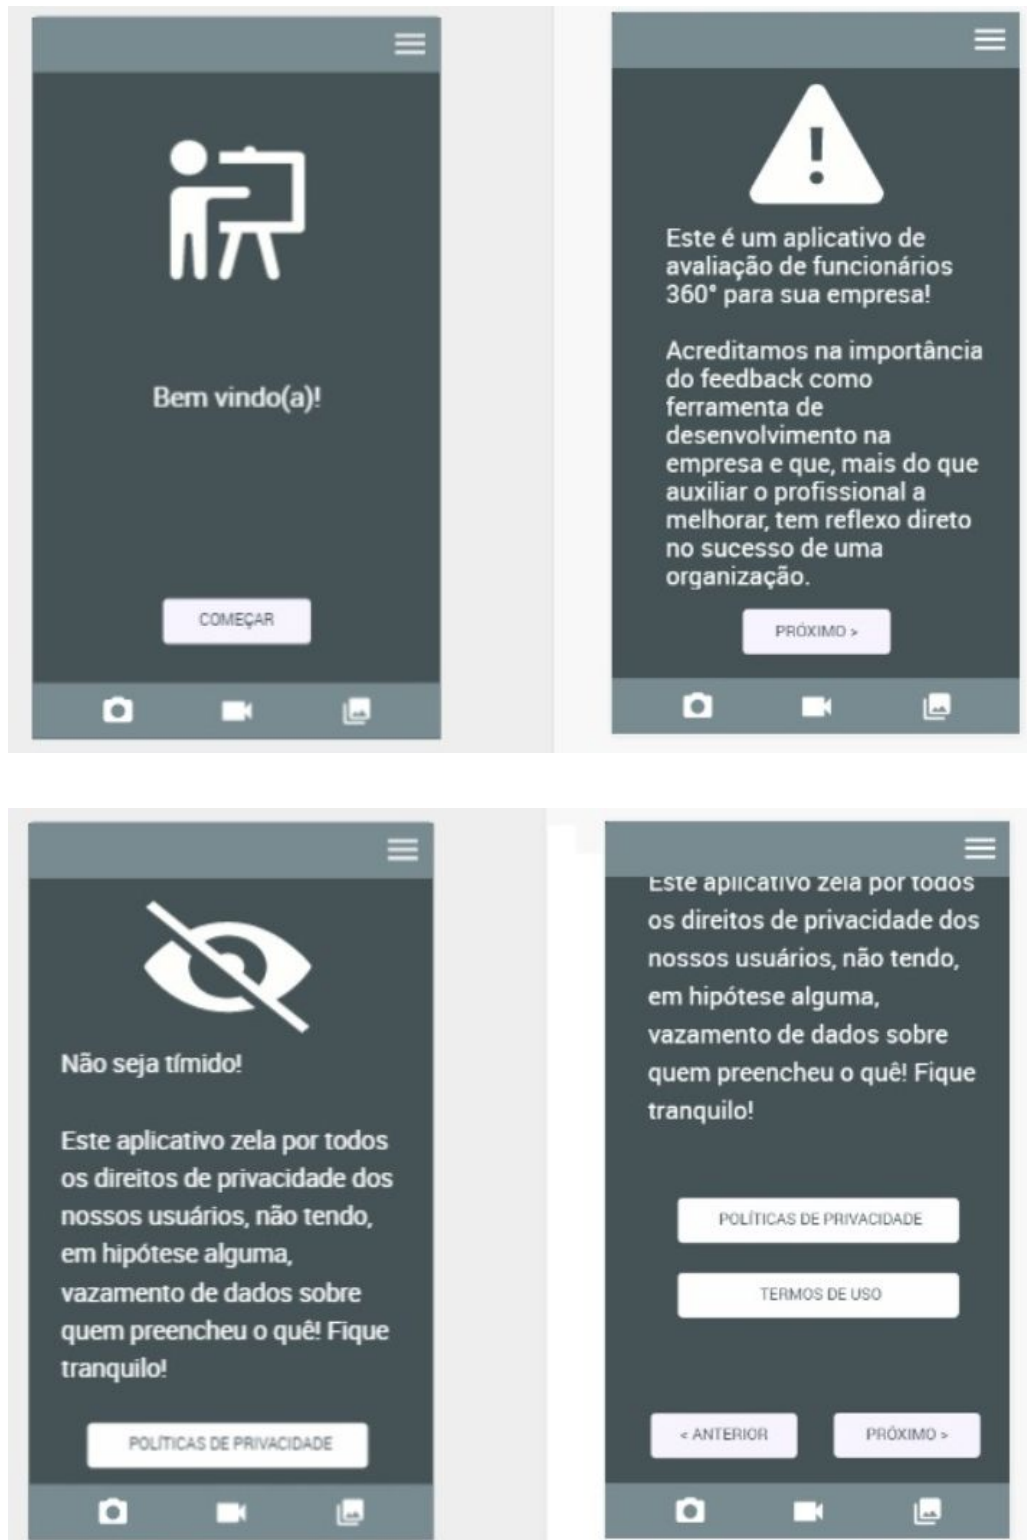 Bem vindo(a)!
COMEÇAR
!
Este é um aplicativo de
avaliação de funcionários
360° para sua empresa!
Acreditamos na importância
do feedback como
ferramenta de
desenvolvimento na
empresa e que, mais do que
auxiliar o profissional a
melhorar, tem reflexo direto
no sucesso de uma
organização.
PRÓXIMO >
Não seja tímido!
Este aplicativo zela por todos
os direitos de privacidade dos
nossos usuários, não tendo,
em hipótese alguma,
vazamento de dados sobre
quem preencheu o quê! Fique
tranquilo!
POLÍTICAS DE PRIVACIDADE
Este aplicativo zela por todos
os direitos de privacidade dos
nossos usuários, não tendo,
em hipótese alguma,
vazamento de dados sobre
quem preencheu o quê! Fique
tranquilo!
POLÍTICAS DE PRIVACIDADE
TERMOS DE USO
< ANTERIOR
PRÓXIMO >